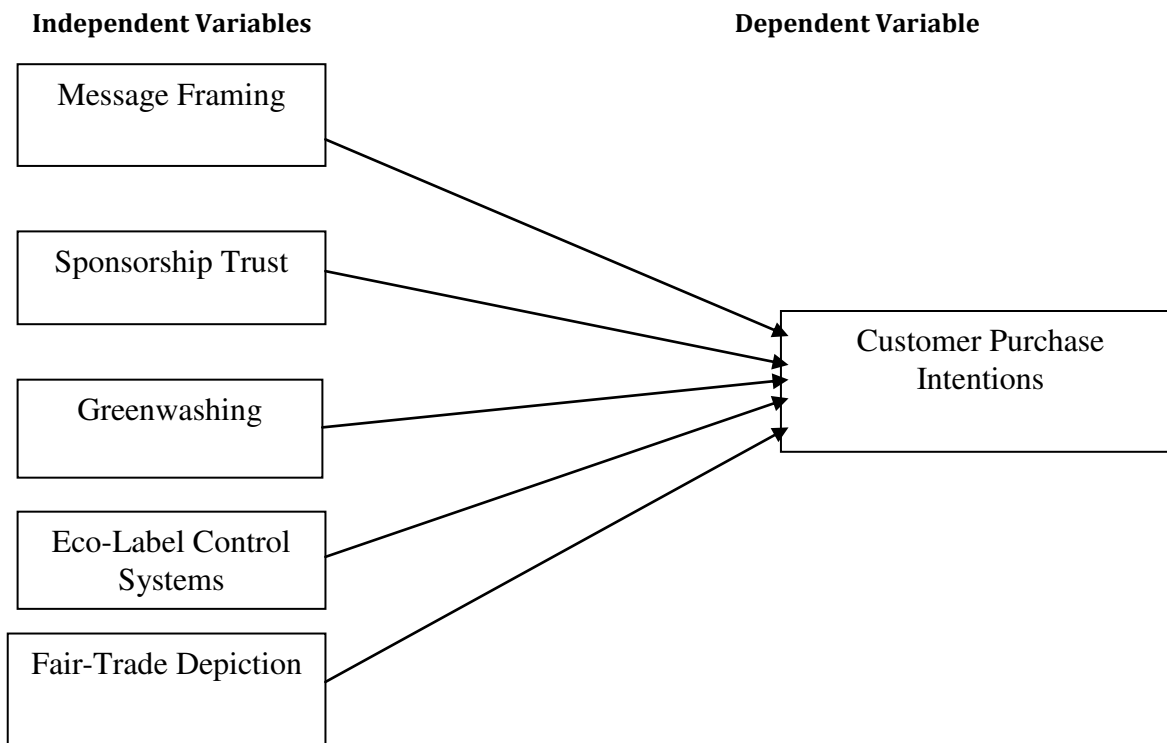 Independent Variables
Dependent Variable
Message Framing
Sponsorship Trust
Greenwashing
Eco-Label Control
Systems
Fair-Trade Depiction
Customer Purchase
Intentions